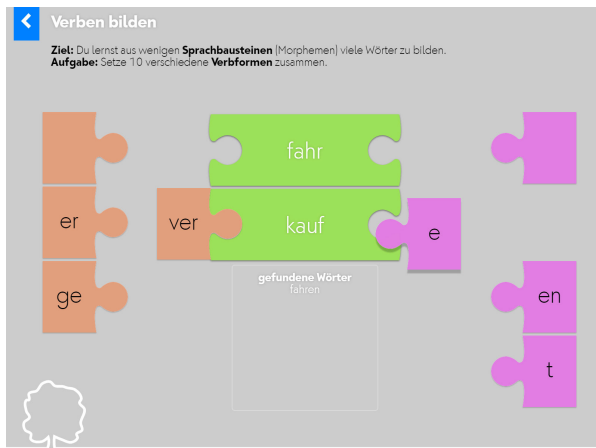 Verben bilden
Ziel: Du lernst aus wenigen Sprachbausteinen (Morphemen) viele Wörter zu bilden.
Aufgabe: Setze 10 verschiedene Verbformen zusammen.
fahr
er
ver
kauf
e
ge
gefundene Wörter
fahren
en
t